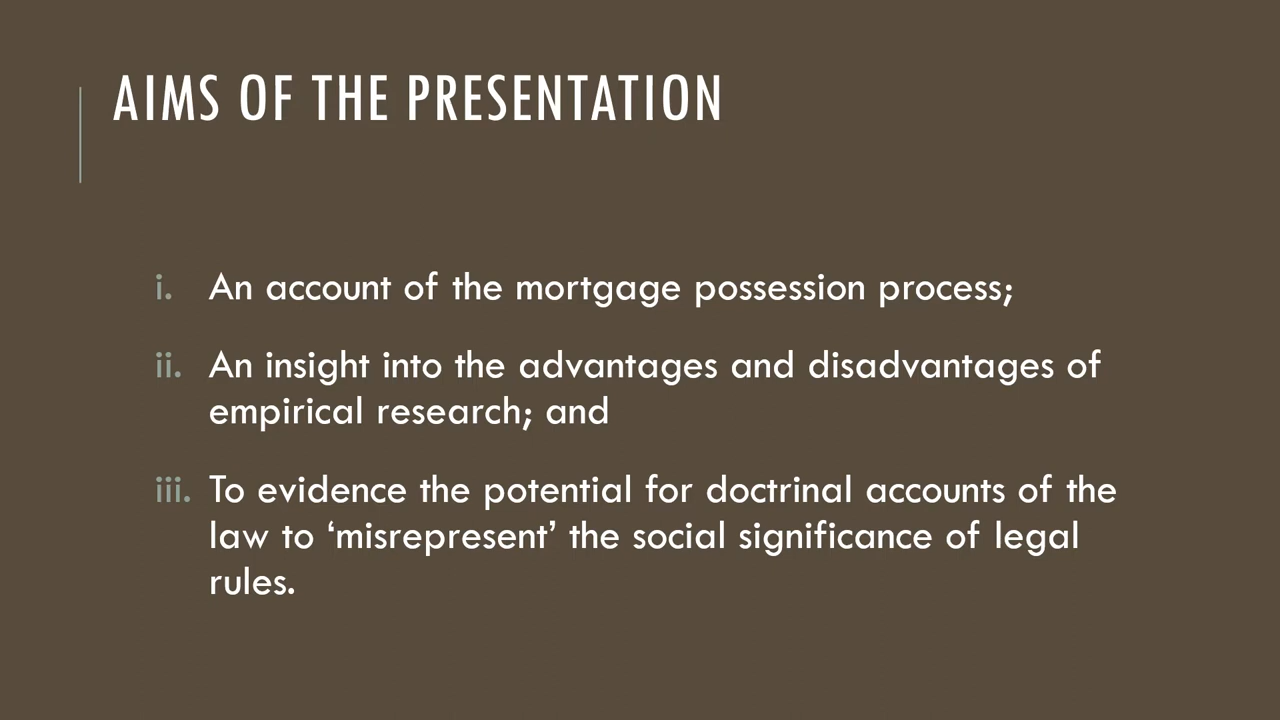 AIMS OF THE PRESENTATION
i. An account of the mortgage possession process;
ii. An insight into the advantages and disadvantages of
empirical research; and
iii. To evidence the potential for doctrinal accounts of the
law to ‘misrepresent’ the social significance of legal
rules.